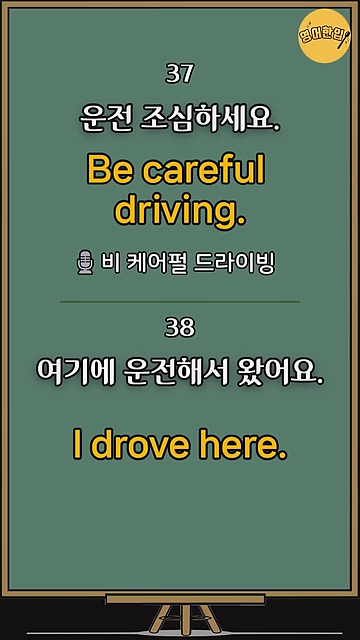 영어한입
37
운전 조심하세요.
Be careful
driving.
비 케어펄 드라이빙
38
여기에 운전해서 왔어요.
I drove here.